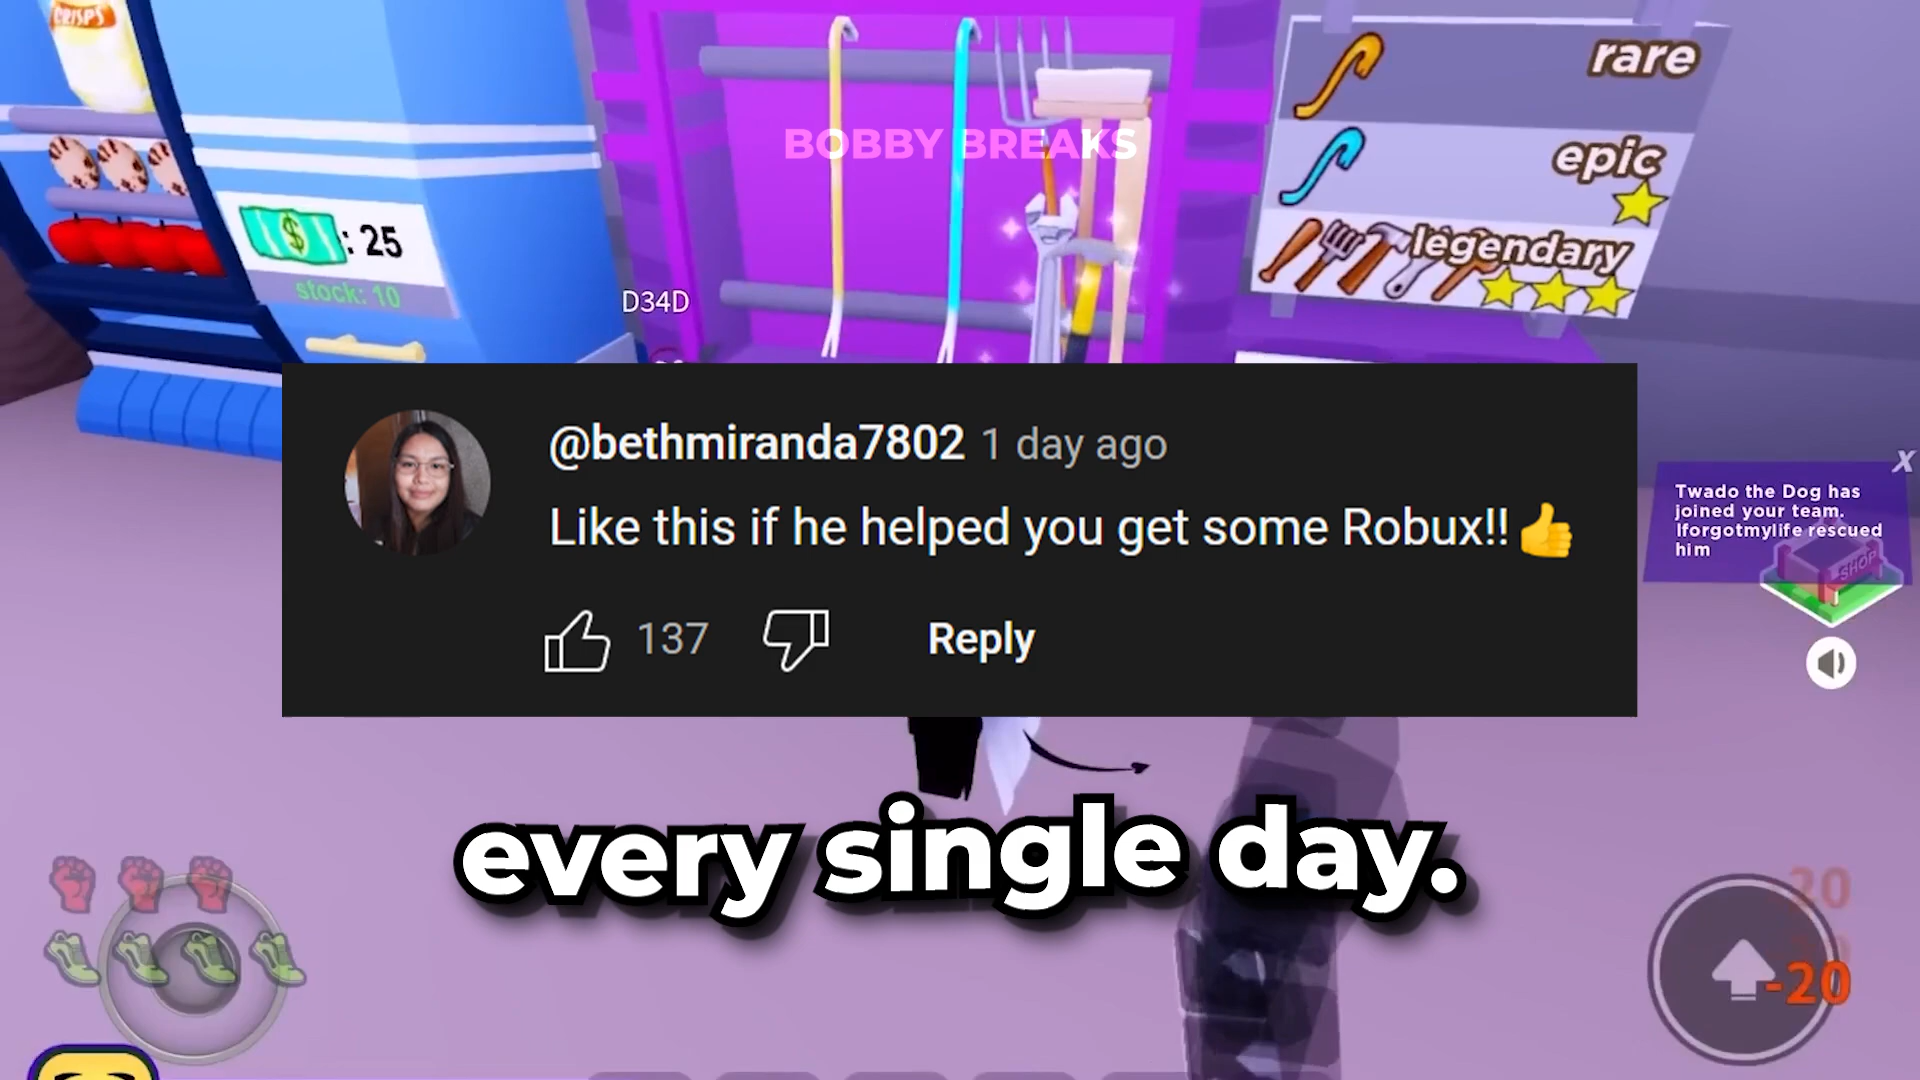 CRISPS
rare
BOBBY BREAKS
epic
$ : 25
legendary
stock: 10
D34D
@bethmiranda7802 1 day ago
Like this if he helped you get some Robux!!
137
Reply
X
Twado the Dog has
joined your team.
Iforgotmylife rescued
him
SHOP
every single day.
20
-20